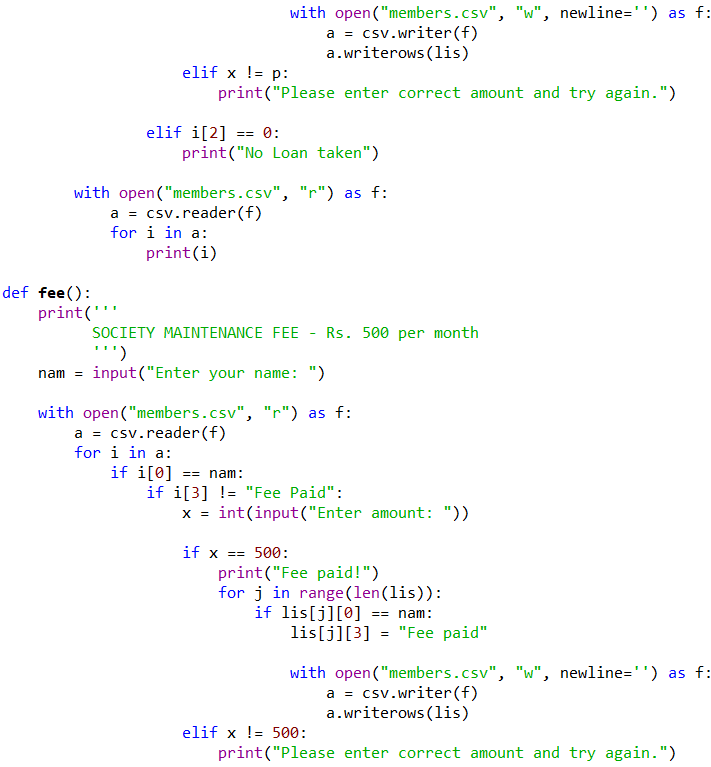 with open("members.csv", "w", newline='') as f:
                                    a = csv.writer(f)
                                    a.writerows(lis)
                    elif x != p:
                        print("Please enter correct amount and try again.")

                elif i[2] == 0:
                    print("No Loan taken")

        with open("members.csv", "r") as f:
            a = csv.reader(f)
            for i in a:
                print(i)

def fee():
    print('''
          SOCIETY MAINTENANCE FEE - Rs. 500 per month
          ''')
    nam = input("Enter your name: ")

    with open("members.csv", "r") as f:
        a = csv.reader(f)
        for i in a:
            if i[0] == nam:
                if i[3] != "Fee Paid":
                    x = int(input("Enter amount: "))

                    if x == 500:
                        print("Fee paid!")
                        for j in range(len(lis)):
                            if lis[j][0] == nam:
                                lis[j][3] = "Fee paid"

                                with open("members.csv", "w", newline='') as f:
                                    a = csv.writer(f)
                                    a.writerows(lis)
                    elif x != 500:
                        print("Please enter correct amount and try again.")